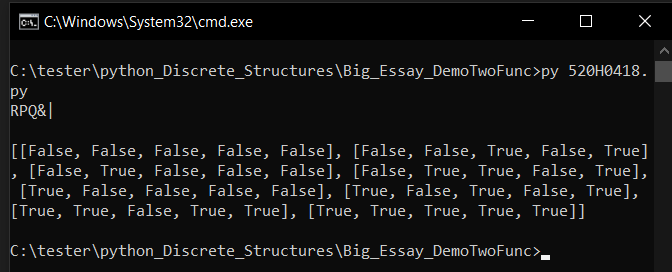 C:\Windows\System32\cmd.exe
C:\tester\python_Discrete_Structures\Big_Essay_DemoTwoFunc>py 520H0418.
py
RPQ&|
[[False, False, False, False, False], [False, False, True, False, True]
, [False, True, False, False, False], [False, True, True, False, True],
[True, False, False, False, False], [True, False, True, False, True],
[True, True, False, True, True], [True, True, True, True, True]]
C:\tester\python_Discrete_Structures\Big_Essay_DemoTwoFunc>